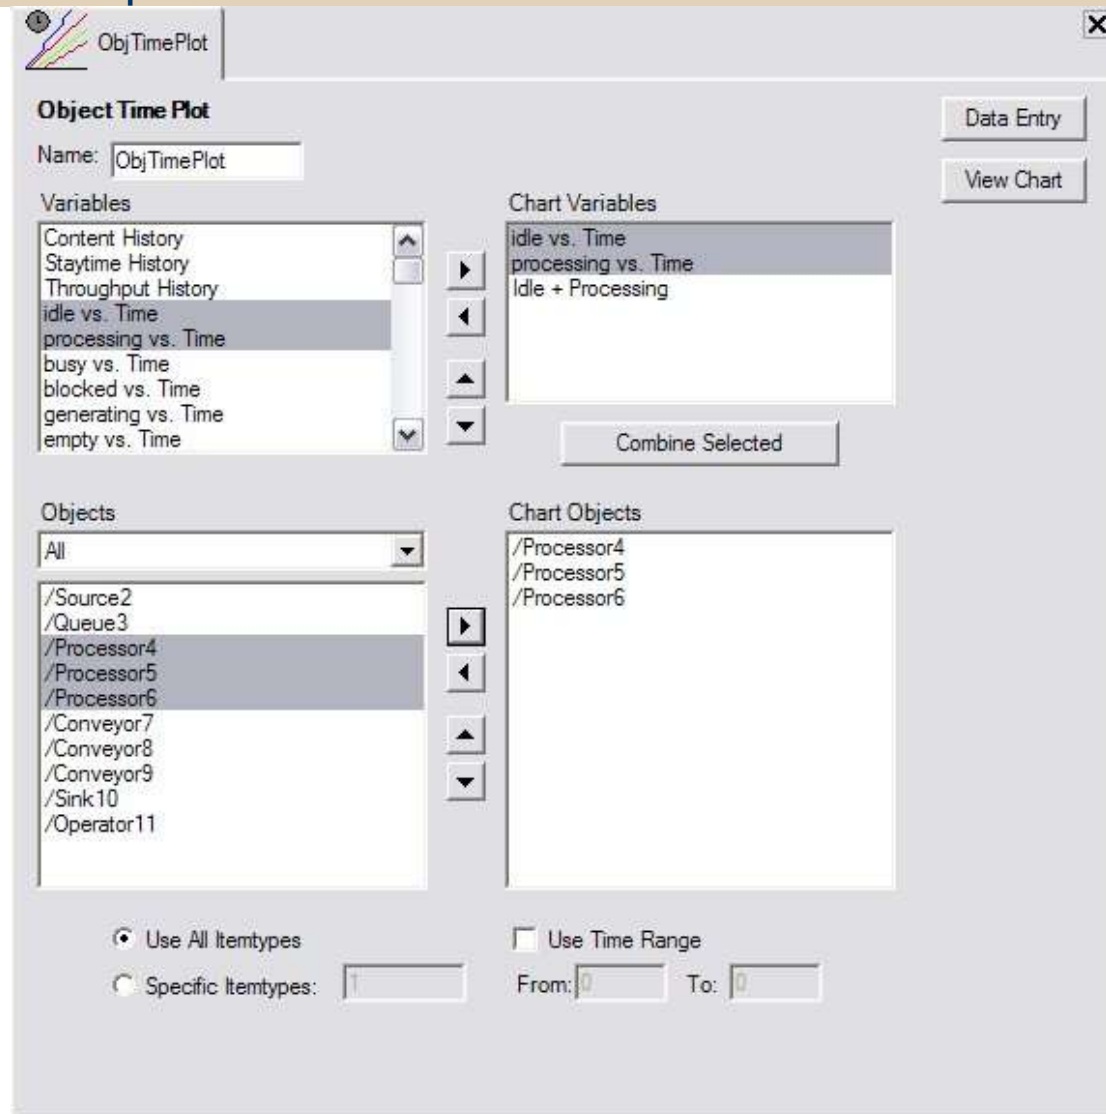 ObjTimePlot
Object Time Plot
Data Entry
Name: ObjTimePlot
View Chart
Variables
Content History
Staytime History
Throughput History
idle vs. Time
processing vs. Time
busy vs. Time
blocked vs. Time
generating vs. Time
empty vs. Time
Chart Variables
idle vs. Time
processing vs. Time
Idle + Processing
Combine Selected
Objects
All
/Source2
/Queue3
/Processor4
/Processor5
/Processor6
/Conveyor7
/Conveyor8
/Conveyor9
/Sink10
/Operator11
Chart Objects
/Processor4
/Processor5
/Processor6
Use All Itemtypes
Specific Itemtypes: 1
Use Time Range
From: 0 To: 0